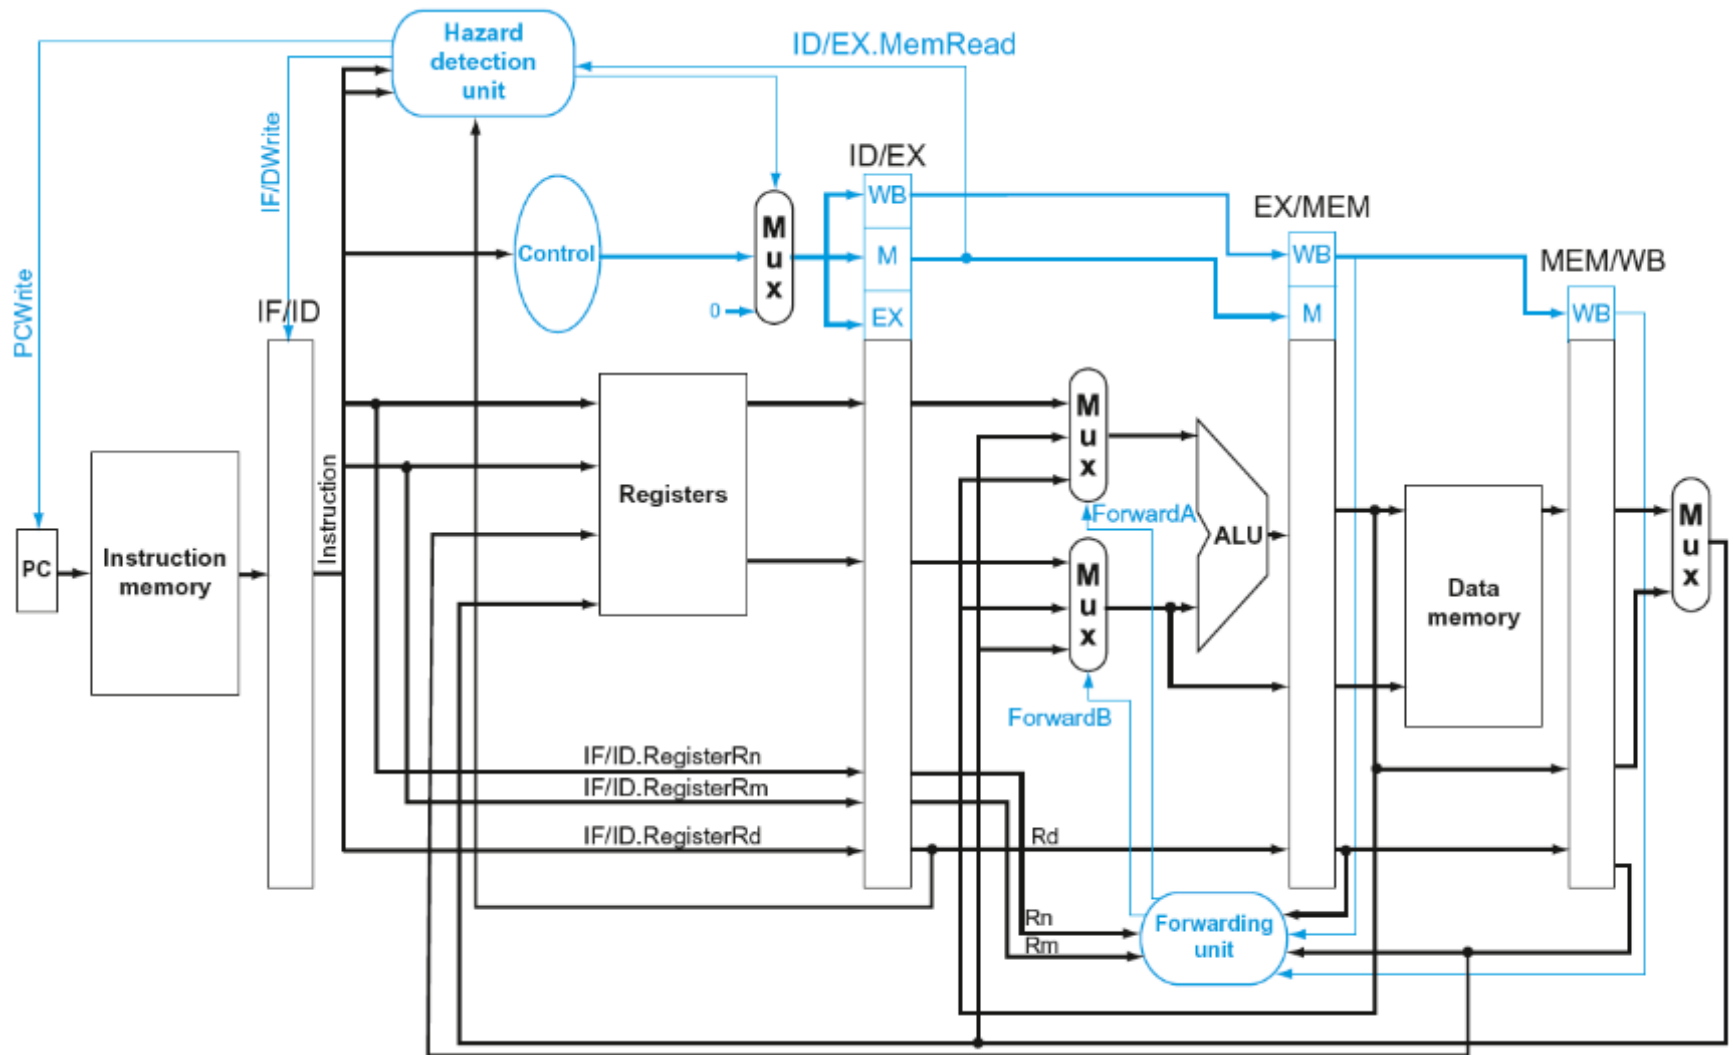 Hazard
detection
unit
ID/EX.MemRead
IF/DWrite
PCWrite
ID/EX
WB
M
EX
Control
Mux
0
EX/MEM
WB
M
MEM/WB
WB
IF/ID
Instruction
PC
Instruction
memory
Registers
Mux
ForwardA
Mux
ForwardB
ALU
Data
memory
Mux
IF/ID.RegisterRn
IF/ID.RegisterRm
IF/ID.RegisterRd
Rd
Rn
Rm
Forwarding
unit